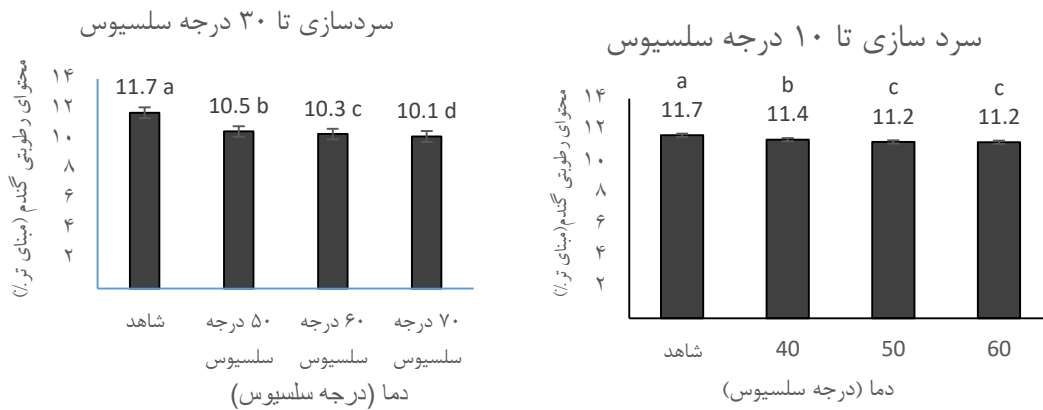 سردسازی تا ۳۰ درجه سلسیوس
محتوای رطوبتی گندم (مبنای تر٪)
۱۴
۱۲
۱۰
۸
۶
۴
۲
11.7 a
10.5 b
10.3 c
10.1 d
شاهد
۵۰ درجه
سلسیوس
۶۰ درجه
سلسیوس
۷۰ درجه
سلسیوس
دما (درجه سلسیوس)
سرد سازی تا ۱۰ درجه سلسیوس
محتوای رطوبتی گندم(مبنای تر٪)
۱۴
۱۲
۱۰
۸
۶
۴
۲
a
11.7
b
11.4
c
11.2
c
11.2
شاهد
40
50
60
دما (درجه سلسیوس)